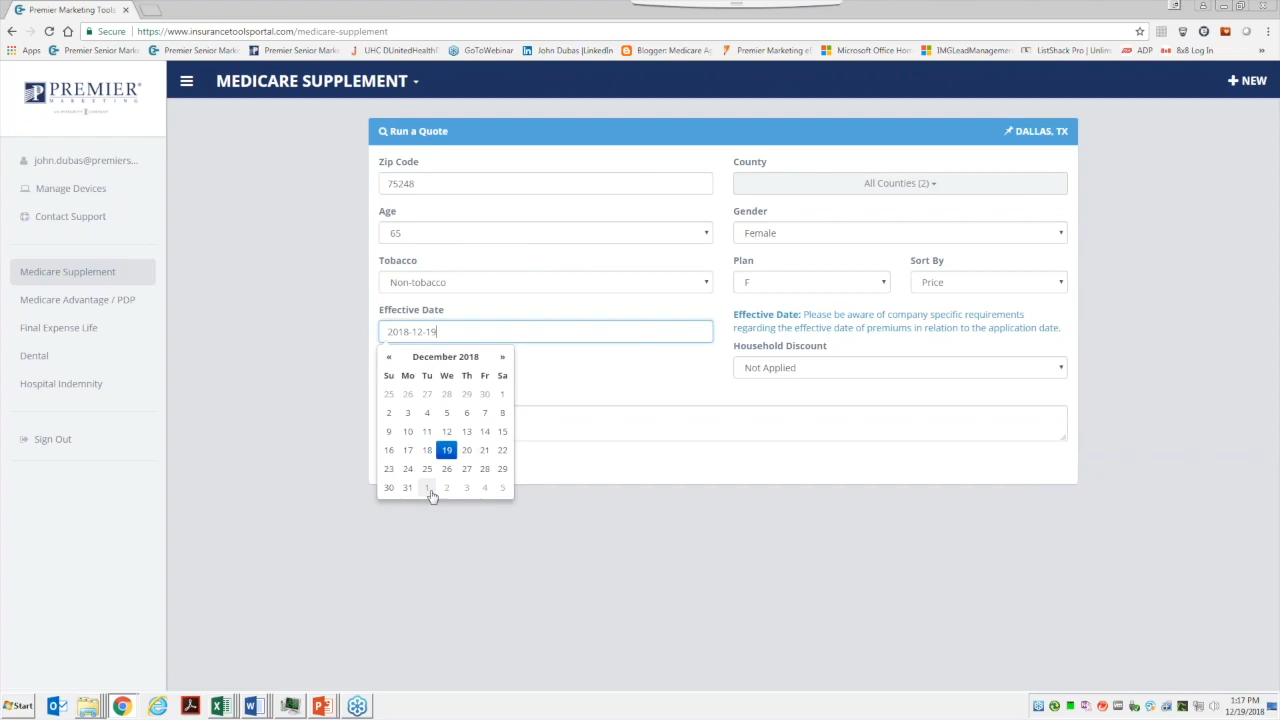 Premier Marketing Tools ×
Secure | https://www.insurancetoolsportal.com/medicare-supplement
Apps Premier Senior Mark Premier Senior Mark Premier Senior Mark UHC DUnitedHealth GoToWebinar John Dubas |LinkedIn Blogger: Medicare Premier Marketing el Microsoft Office Hom IMGLeadManagemen ListShack Pro | Unlim ADP 8x8 Log In »
PREMIER
MARKETING
MEDICARE SUPPLEMENT
NEW
Run a Quote
DALLAS, TX
john.dubas@premiers...
Manage Devices
Contact Support
Medicare Supplement
Medicare Advantage / PDP
Final Expense Life
Dental
Hospital Indemnity
Sign Out
Zip Code
75248
County
All Counties (2)
Age
65
Gender
Female
Tobacco
Non-tobacco
Plan
F
Sort By
Price
Effective Date
2018-12-19
Effective Date: Please be aware of company specific requirements
regarding the effective date of premiums in relation to the application date.
Household Discount
Not Applied
« December 2018 »
Su Mo Tu We Th Fr Sa
25 26 27 28 29 30 1
2 3 4 5 6 7 8
9 10 11 12 13 14 15
16 17 18 19 20 21 22
23 24 25 26 27 28 29
30 31 1 2 3 4 5
Start
1:17 PM
12/19/2018